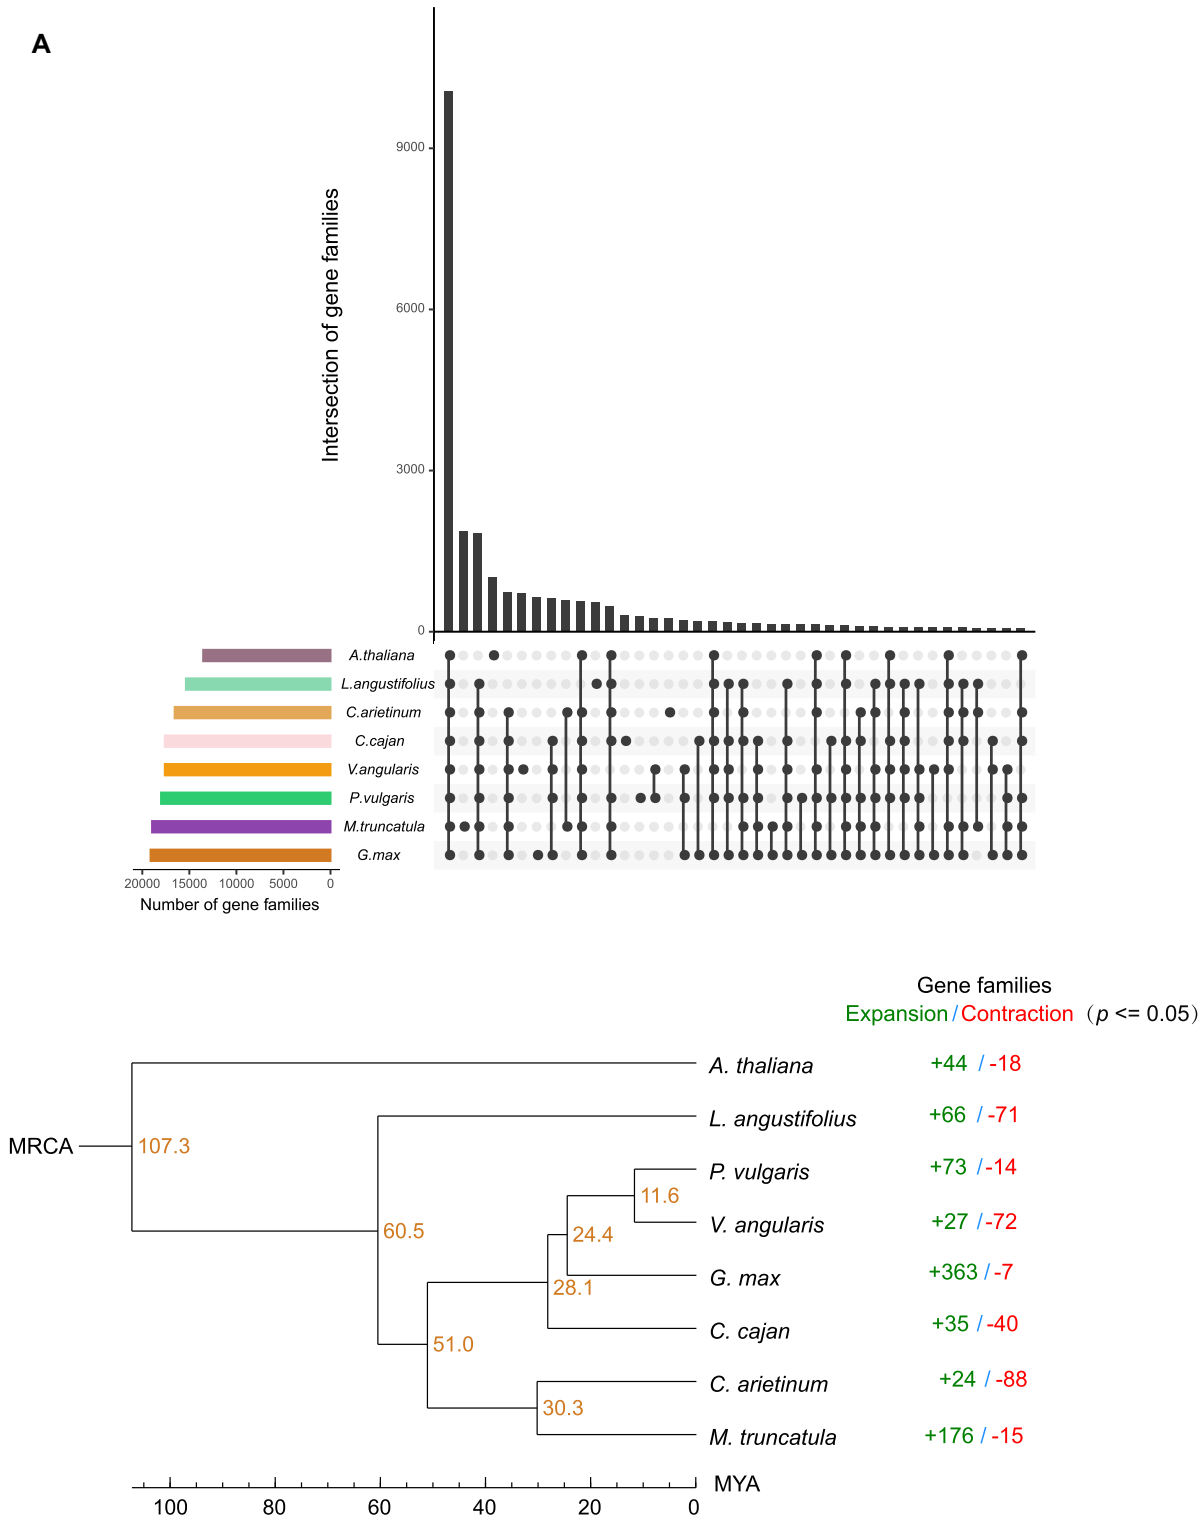 A
Intersection of gene families
9000
6000
3000
0
A.thaliana
L.angustifolius
C.arietinum
C.cajan
V.angularis
P.vulgaris
M.truncatula
G.max
20000 15000 10000 5000 0
Number of gene families
Gene families
Expansion/Contraction (p <= 0.05)
A. thaliana +44 / -18
L. angustifolius +66 / -71
P. vulgaris +73 / -14
V. angularis +27 / -72
G. max +363 / -7
C. cajan +35 / -40
C. arietinum +24 / -88
M. truncatula +176 / -15
MRCA
107.3
60.5
11.6
24.4
28.1
51.0
30.3
MYA
100 80 60 40 20 0